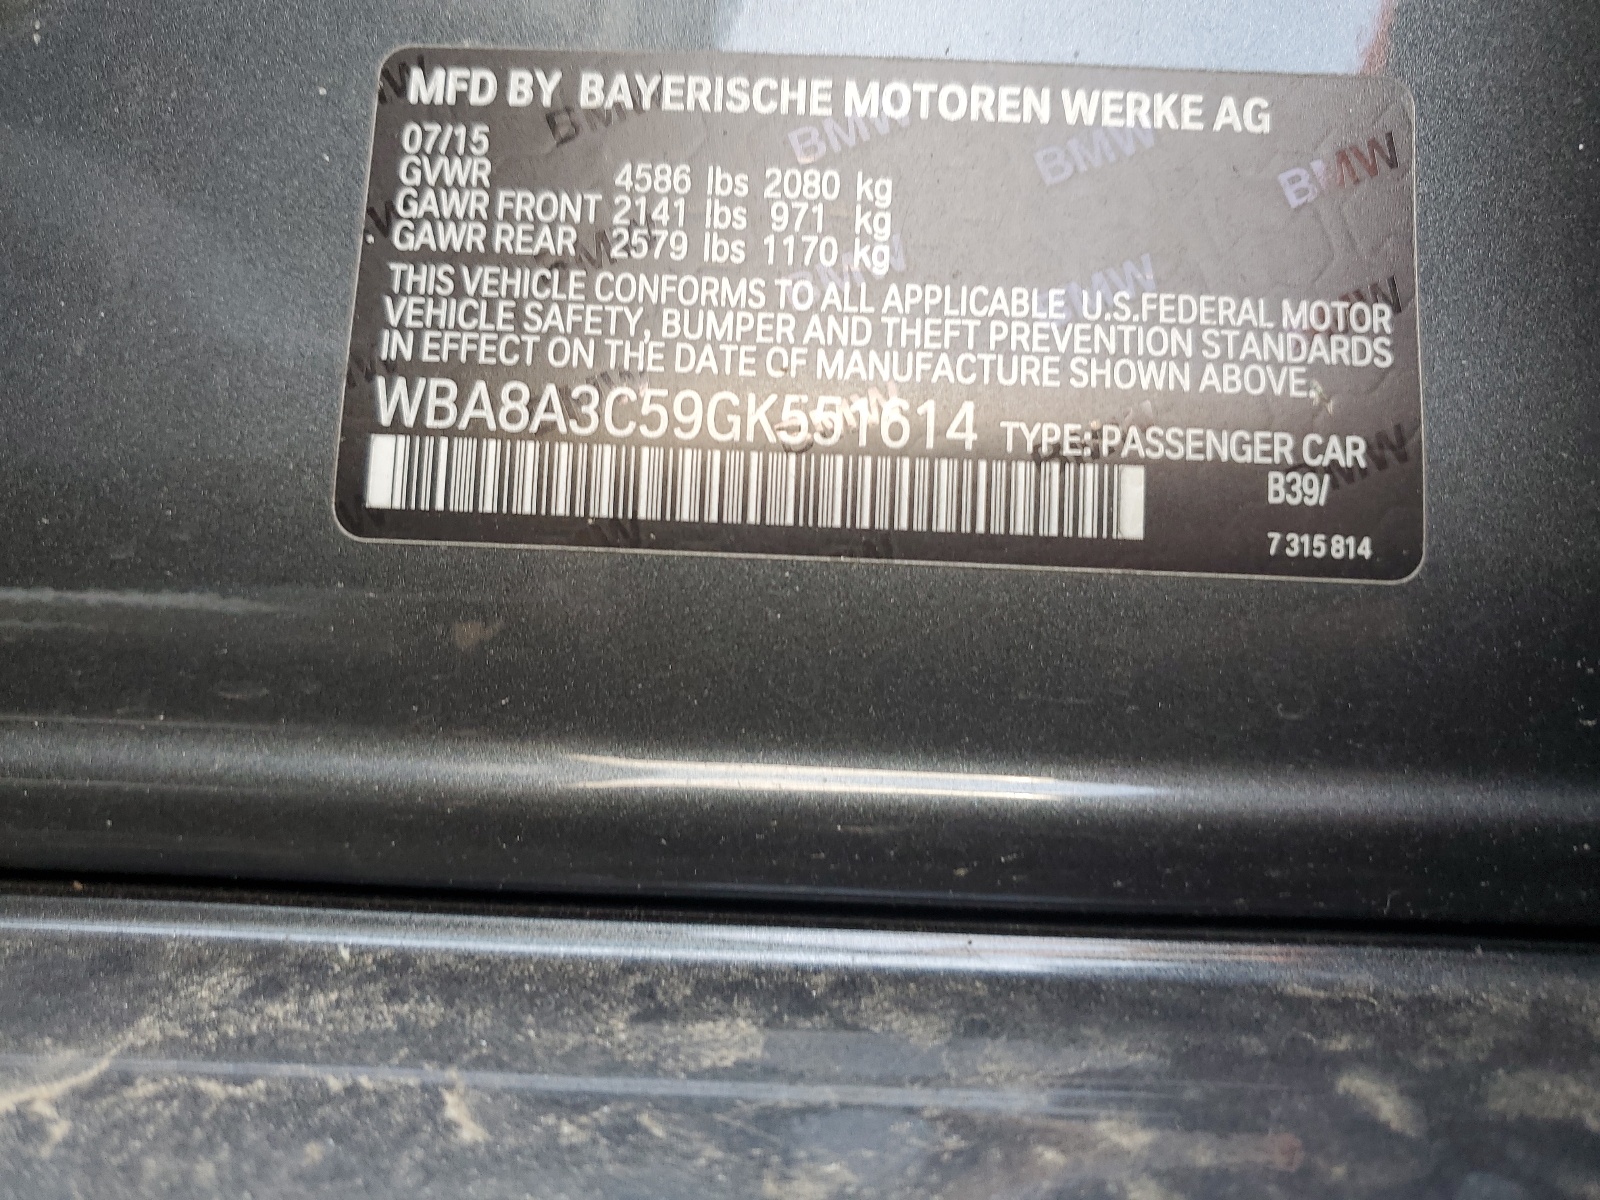 MFD BY BAYERISCHE MOTOREN WERKE AG
07/15
GVWR 4586 lbs 2080 kg
GAWR FRONT 2141 lbs 971 kg
GAWR REAR 2579 lbs 1170 kg
THIS VEHICLE CONFORMS TO ALL APPLICABLE U.S.FEDERAL MOTOR
VEHICLE SAFETY, BUMPER AND THEFT PREVENTION STANDARDS
IN EFFECT ON THE DATE OF MANUFACTURE SHOWN ABOVE.
WBA8A3C59GK551614 TYPE: PASSENGER CAR
B39/
7 315 814